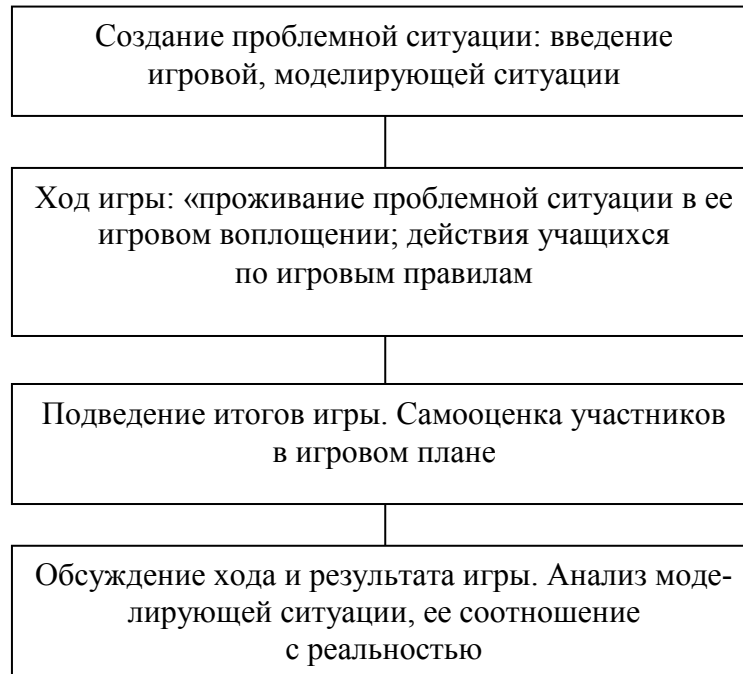 Создание проблемной ситуации: введение
игровой, моделирующей ситуации
Ход игры: «проживание проблемной ситуации в ее
игровом воплощении; действия учащихся
по игровым правилам
Подведение итогов игры. Самооценка участников
в игровом плане
Обсуждение хода и результата игры. Анализ моде-
лирующей ситуации, ее соотношение
с реальностью